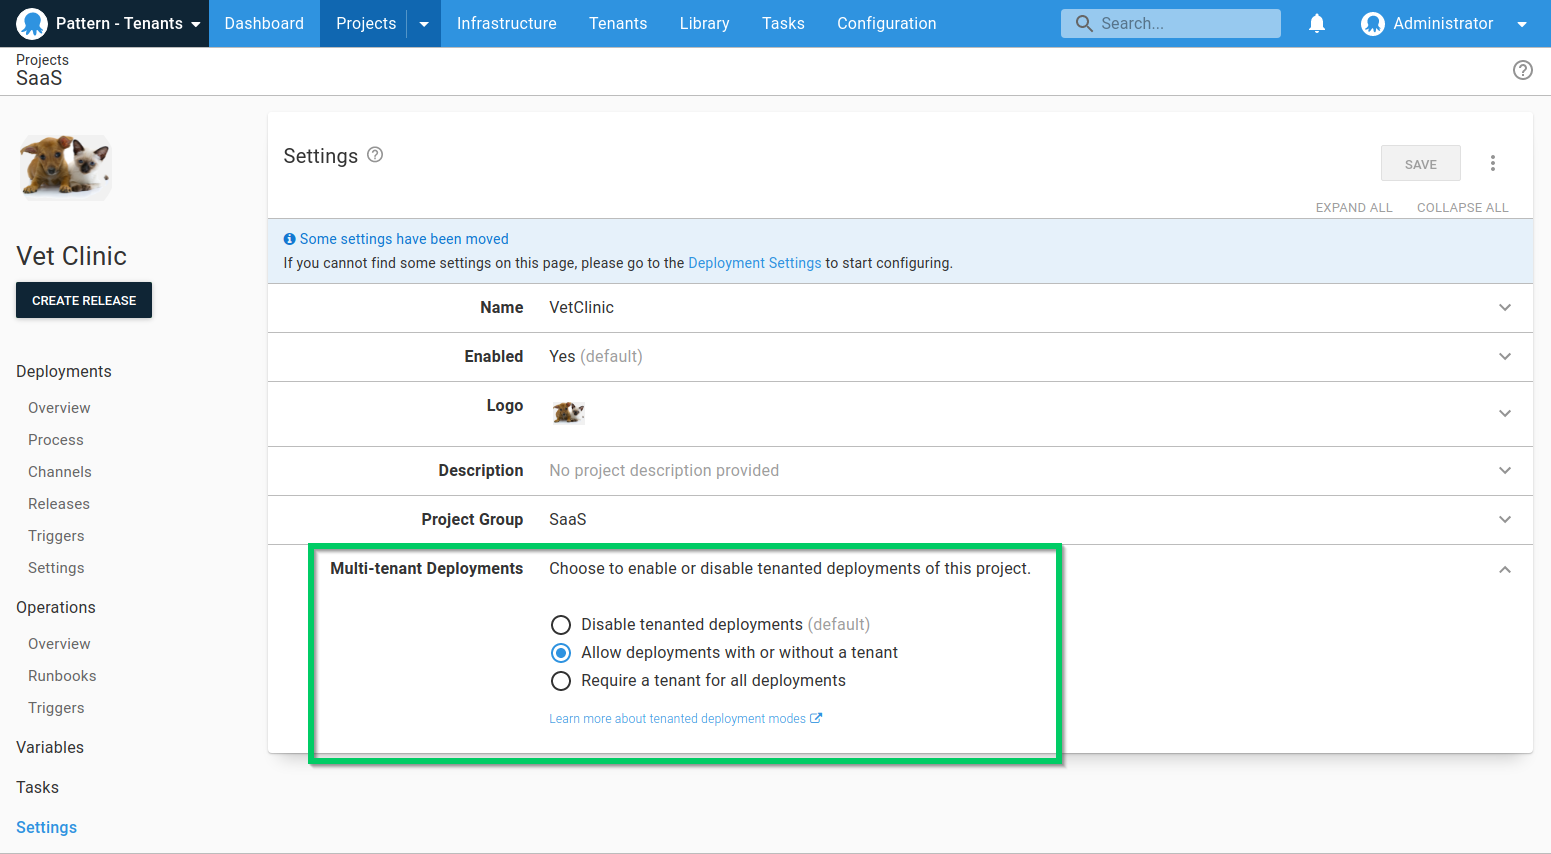 Pattern - Tenants
Dashboard
Projects
Infrastructure
Tenants
Library
Tasks
Configuration
Search...
Administrator
Projects
SaaS
Vet Clinic
CREATE RELEASE
Deployments
Overview
Process
Channels
Releases
Triggers
Settings
Operations
Overview
Runbooks
Triggers
Variables
Tasks
Settings
Settings
SAVE
EXPAND ALL
COLLAPSE ALL
Some settings have been moved
If you cannot find some settings on this page, please go to the Deployment Settings to start configuring.
Name VetClinic
Enabled Yes (default)
Logo
Description No project description provided
Project Group SaaS
Multi-tenant Deployments Choose to enable or disable tenanted deployments of this project.
Disable tenanted deployments (default)
Allow deployments with or without a tenant
Require a tenant for all deployments
Learn more about tenanted deployment modes